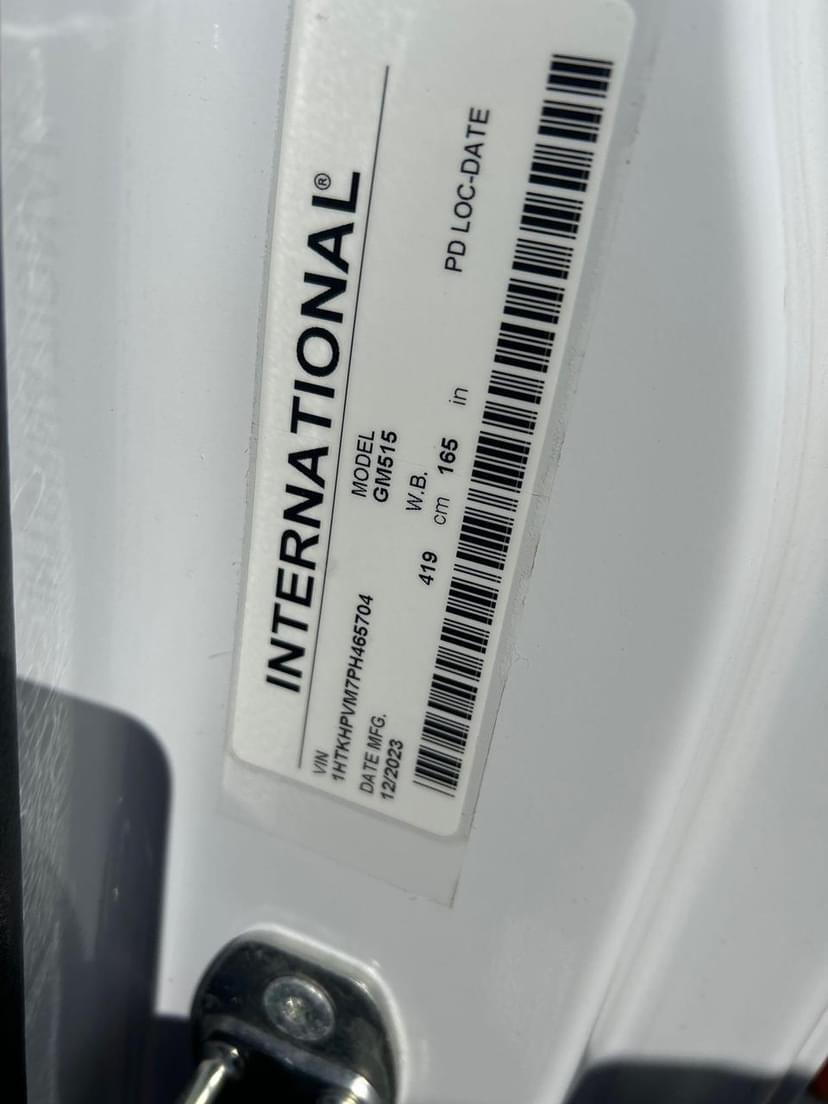 INTERNATIONAL®
VIN MODEL
1HTKHPVM7PH465704 GM515
DATE MFG. W.B. PD LOC-DATE
12/2023 419 cm 165 in